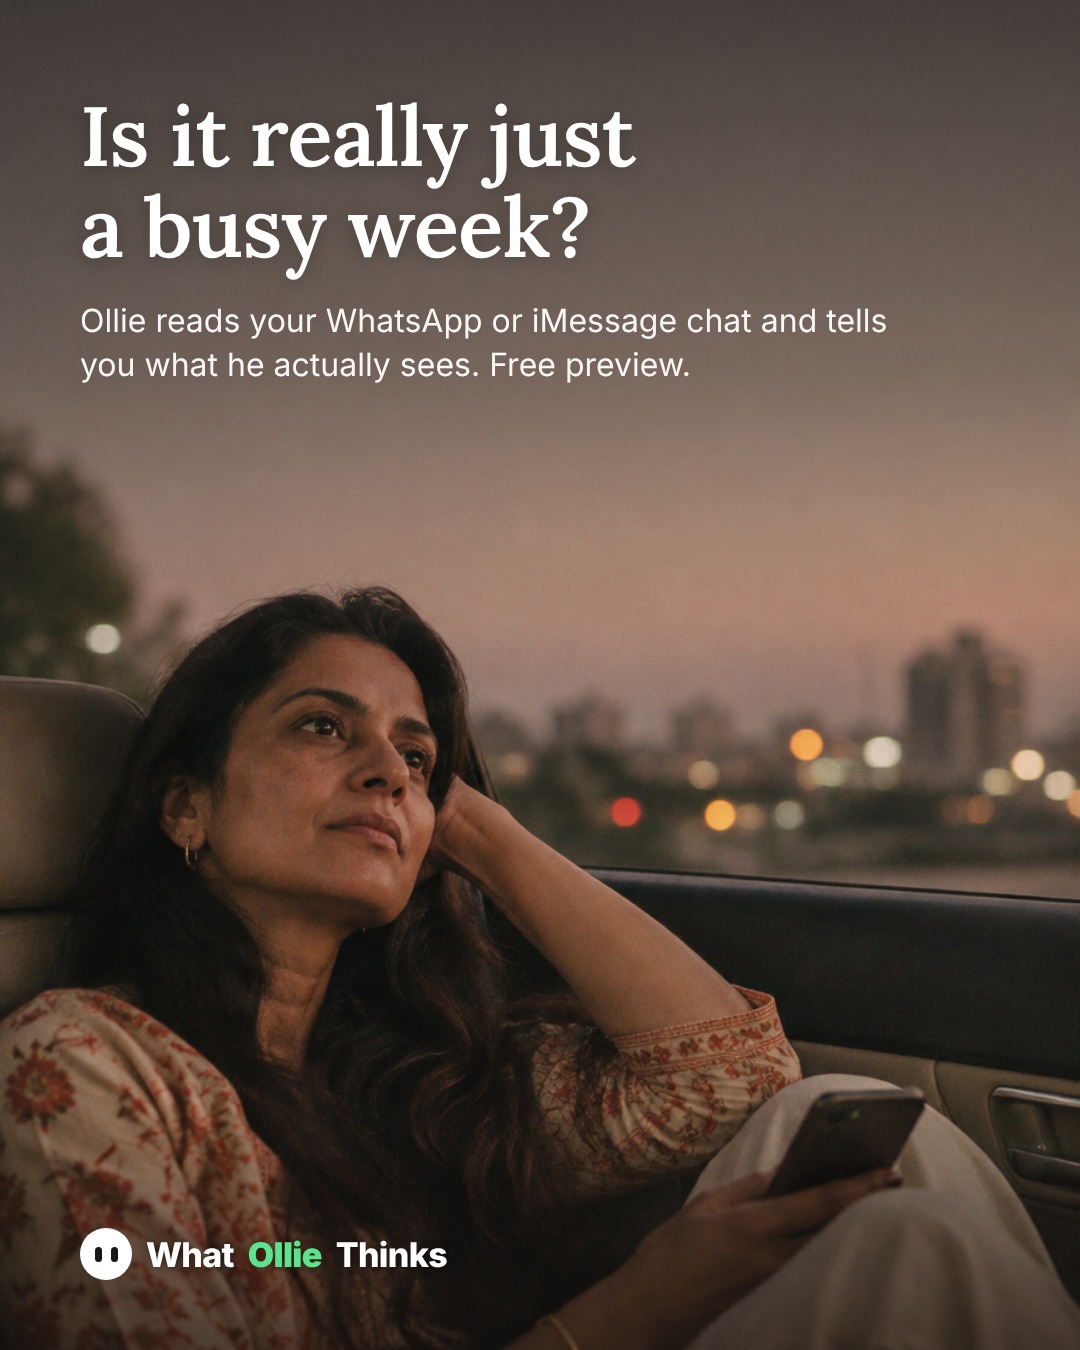 Is it really just
a busy week?
Ollie reads your WhatsApp or iMessage chat and tells
you what he actually sees. Free preview.
What Ollie Thinks